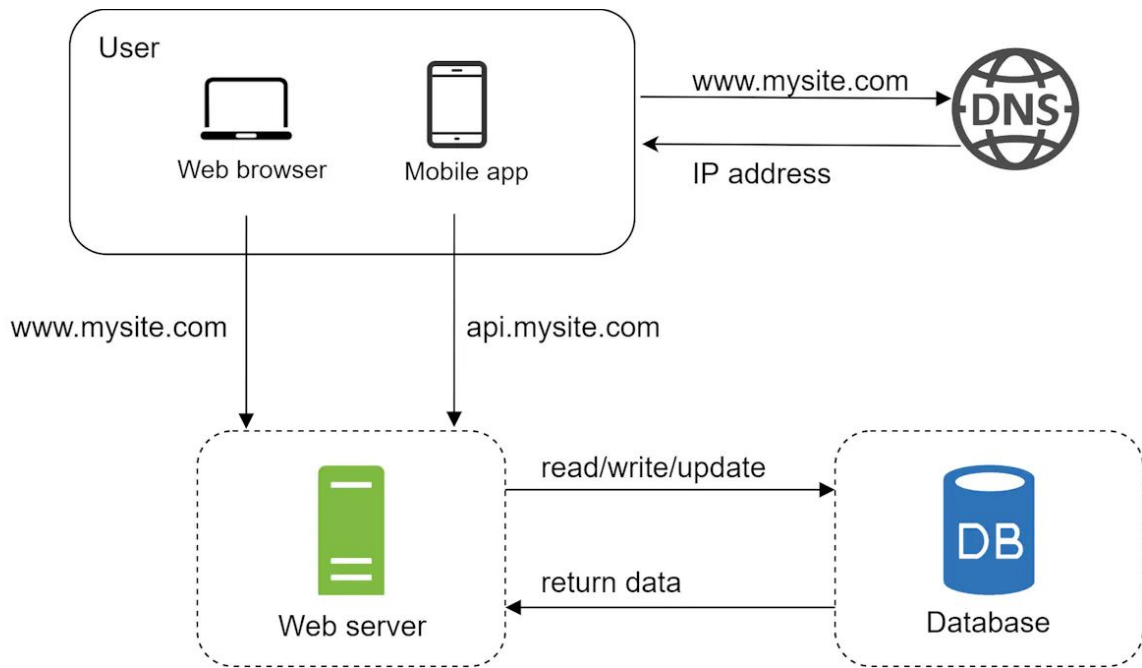 User
Web browser
Mobile app
www.mysite.com
DNS
IP address
www.mysite.com
api.mysite.com
Web server
read/write/update
return data
DB
Database